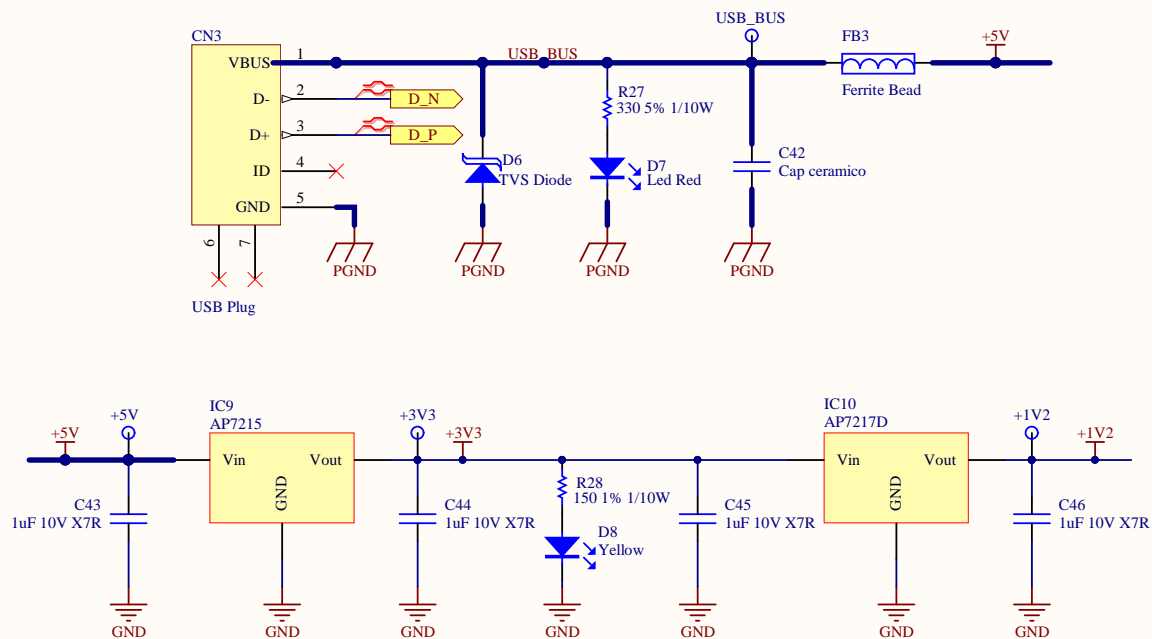 USB_BUS
CN3
FB3
+5V
VBUS
1
USB_BUS
D-
2
D_N
R27
330 5% 1/10W
Ferrite Bead
D+
3
D_P
ID
4
D6
TVS Diode
D7
Led Red
C42
Cap ceramico
GND
5
6
7
PGND
PGND
PGND
PGND
USB Plug
IC9
AP7215
IC10
AP7217D
+5V
+5V
+3V3
+3V3
+1V2
+1V2
Vin
Vout
GND
Vin
Vout
GND
C43
1uF 10V X7R
C44
1uF 10V X7R
R28
150 1% 1/10W
D8
Yellow
C45
1uF 10V X7R
C46
1uF 10V X7R
GND
GND
GND
GND
GND
GND
GND